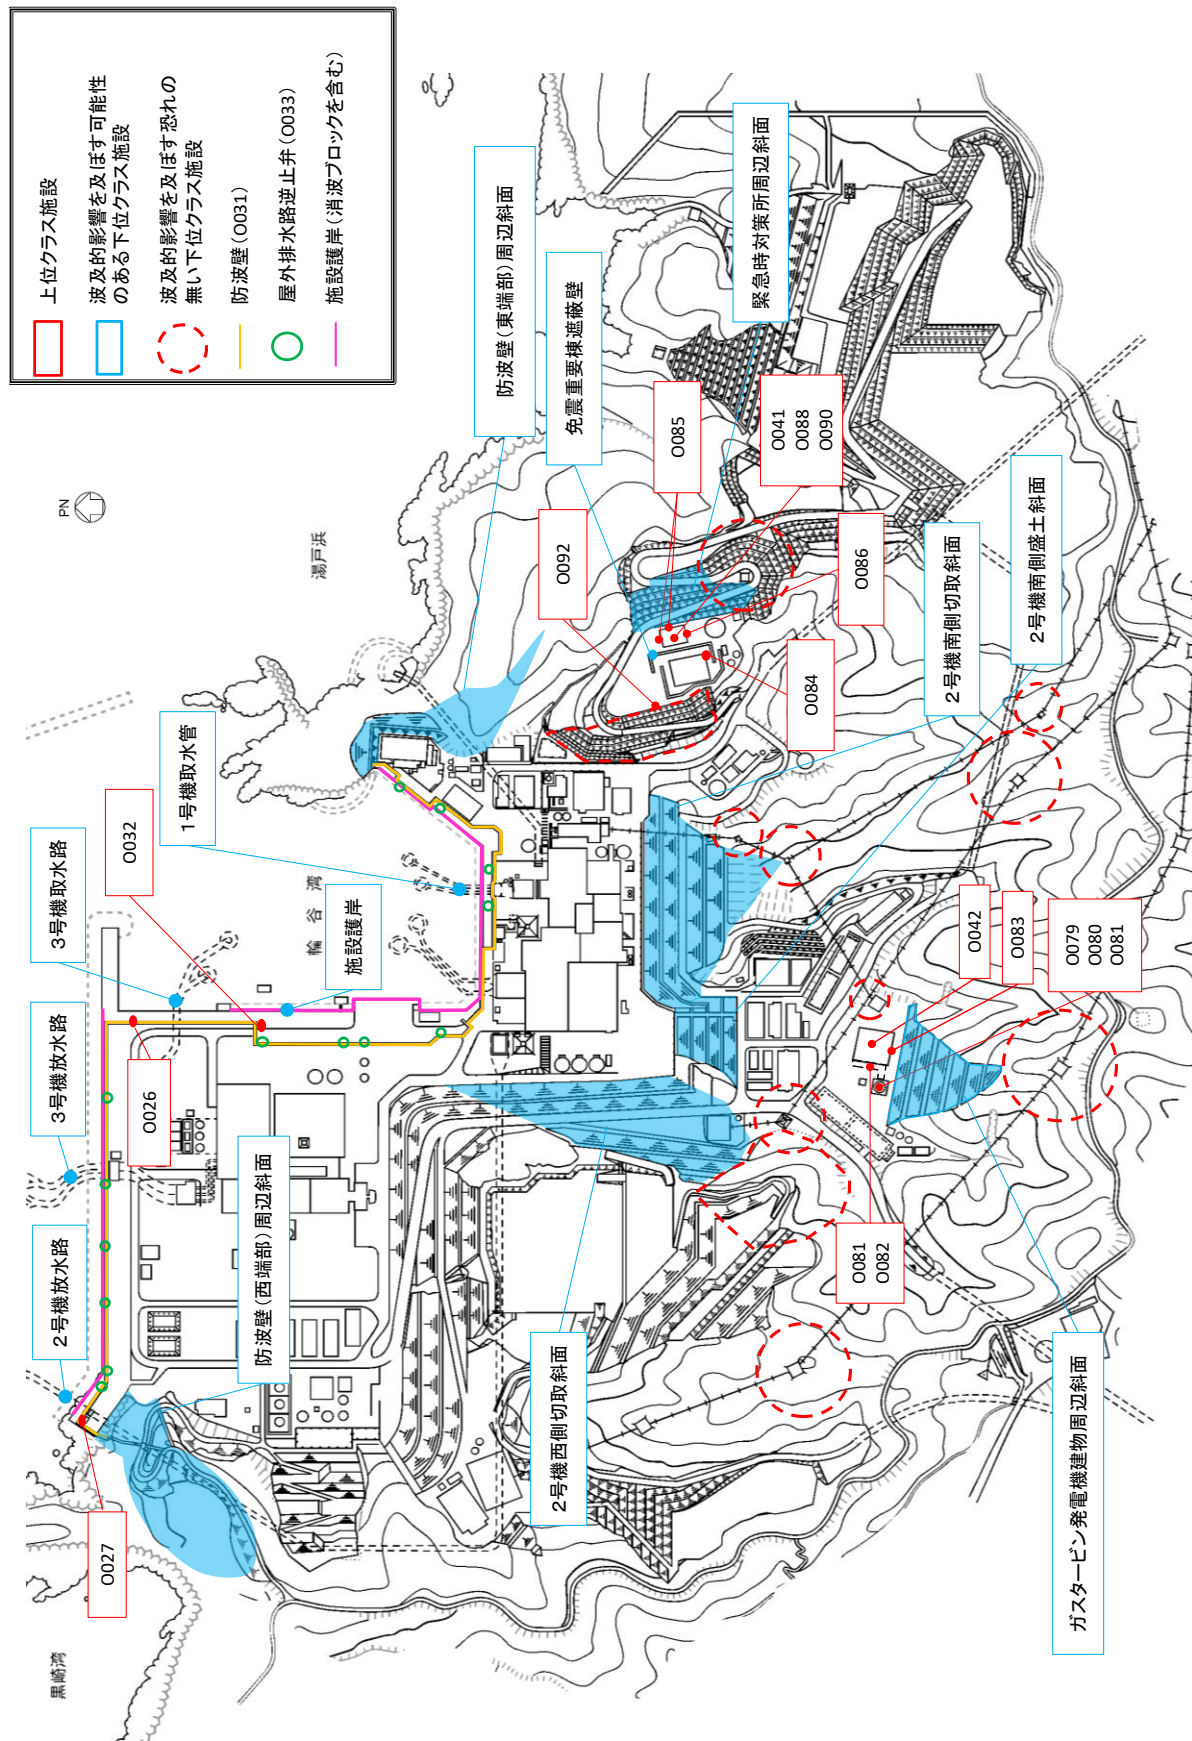 上位クラス施設
波及的影響を及ぼす可能性
のある下位クラス施設
波及的影響を及ぼす恐れの
無い下位クラス施設
防波壁(O031)
屋外排水路逆止弁(O033)
施設護岸(消波ブロックを含む)
PN
黒崎湾
湯戸浜
輪谷湾
2号機放水路
3号機放水路
3号機取水路
1号機取水管
施設護岸
防波壁(東端部)周辺斜面
免震重要棟遮蔽壁
緊急時対策所周辺斜面
防波壁(西端部)周辺斜面
2号機西側切取斜面
2号機南側切取斜面
2号機南側盛土斜面
ガスタービン発電機建物周辺斜面
O027
O026
O032
O092
O085
O041
O088
O090
O086
O084
O042
O083
O079
O080
O081
O081
O082